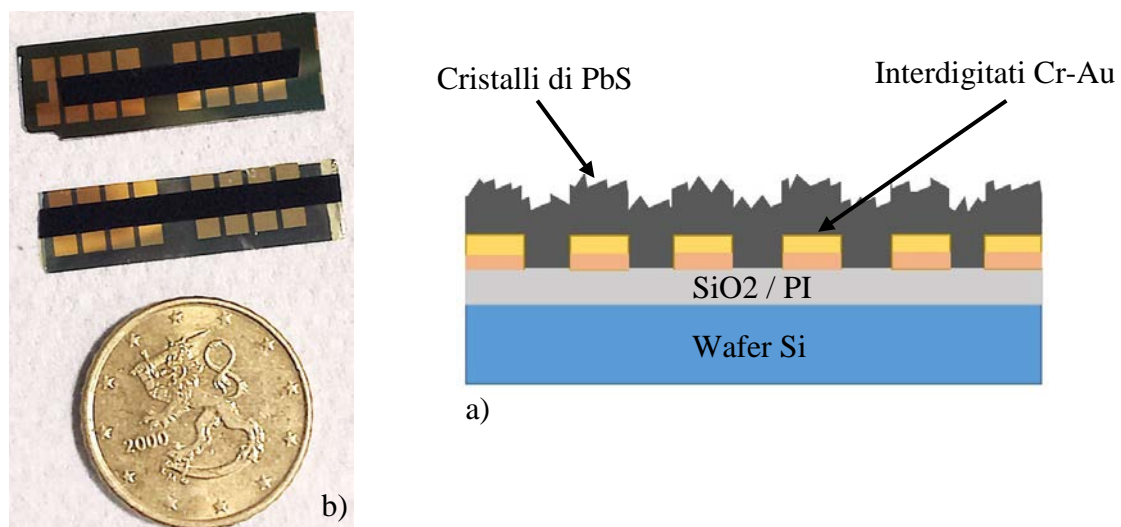 Cristalli di PbS
Interdigitati Cr-Au
SiO2 / PI
Wafer Si
a)
2000
b)